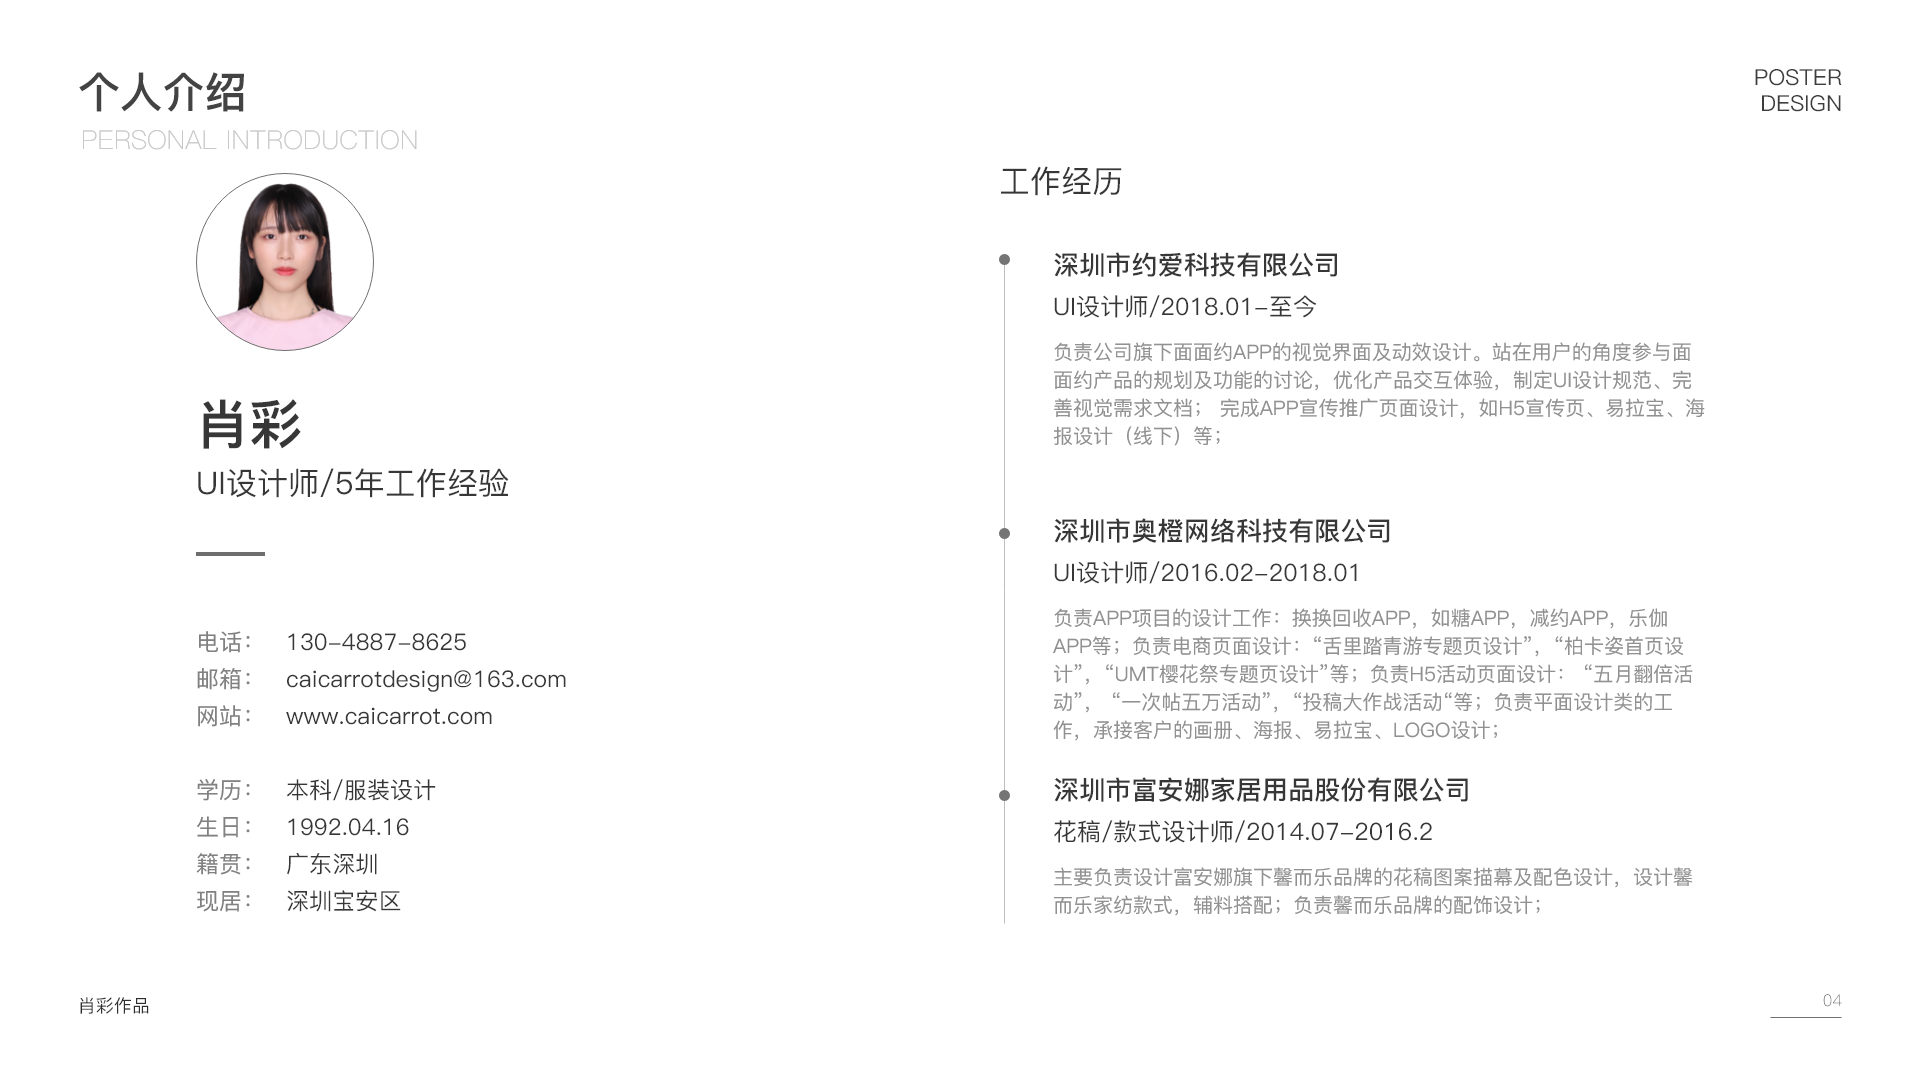 个人介绍
PERSONAL INTRODUCTION
POSTER
DESIGN
肖彩
UI设计师/5年工作经验
电话： 130-4887-8625
邮箱： caicarrotdesign@163.com
网站： www.caicarrot.com
学历： 本科/服装设计
生日： 1992.04.16
籍贯： 广东深圳
现居： 深圳宝安区
工作经历
深圳市约爱科技有限公司
UI设计师/2018.01-至今
负责公司旗下面面约APP的视觉界面及动效设计。站在用户的角度参与面
面约产品的规划及功能的讨论，优化产品交互体验，制定UI设计规范、完
善视觉需求文档； 完成APP宣传推广页面设计，如H5宣传页、易拉宝、海
报设计（线下）等；
深圳市奥橙网络科技有限公司
UI设计师/2016.02-2018.01
负责APP项目的设计工作：换换回收APP，如糖APP，减约APP，乐伽
APP等；负责电商页面设计：“舌里踏青游专题页设计”，“柏卡姿首页设
计”，“UMT樱花祭专题页设计”等；负责H5活动页面设计： “五月翻倍活
动”， “一次帖五万活动”，“投稿大作战活动“等；负责平面设计类的工
作，承接客户的画册、海报、易拉宝、LOGO设计；
深圳市富安娜家居用品股份有限公司
花稿/款式设计师/2014.07-2016.2
主要负责设计富安娜旗下馨而乐品牌的花稿图案描幕及配色设计，设计馨
而乐家纺款式，辅料搭配；负责馨而乐品牌的配饰设计；
肖彩作品
04